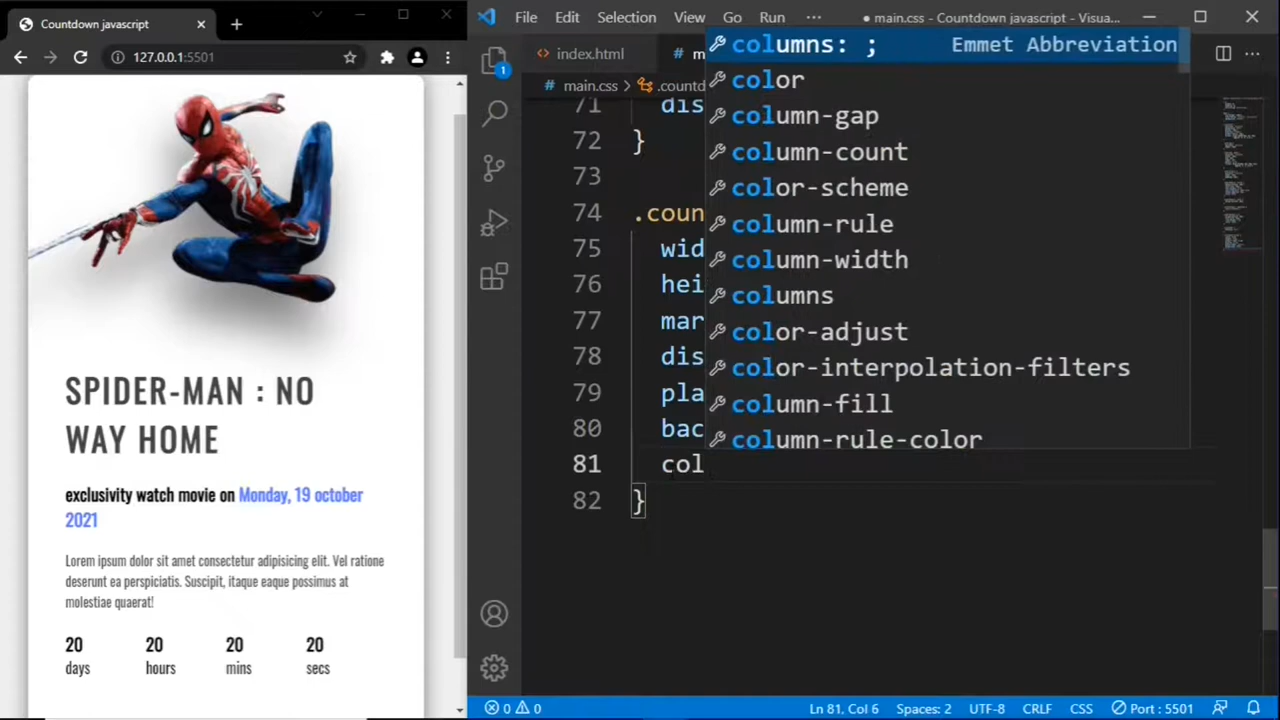 Countdown javascript
127.0.0.1:5501
SPIDER-MAN : NO
WAY HOME
exclusivity watch movie on Monday, 19 october
2021
Lorem ipsum dolor sit amet consectetur adipisicing elit. Vel ratione
deserunt ea perspiciatis. Suscipit, itaque eaque possimus at
molestiae quaerat!
20 20 20 20
days hours mins secs
File Edit Selection View Go Run ··· ● main.css - Countdown javascript - Visua...
1
<> index.html # m
# main.css > .countd
71 dis
72 }
73
74 .coun
75 wid
76 hei
77 mar
78 dis
79 pla
80 bac
81 col
82 }
columns: ; Emmet Abbreviation
color
column-gap
column-count
color-scheme
column-rule
column-width
columns
color-adjust
color-interpolation-filters
column-fill
column-rule-color
0 0 Ln 81, Col 6 Spaces: 2 UTF-8 CRLF CSS Port : 5501